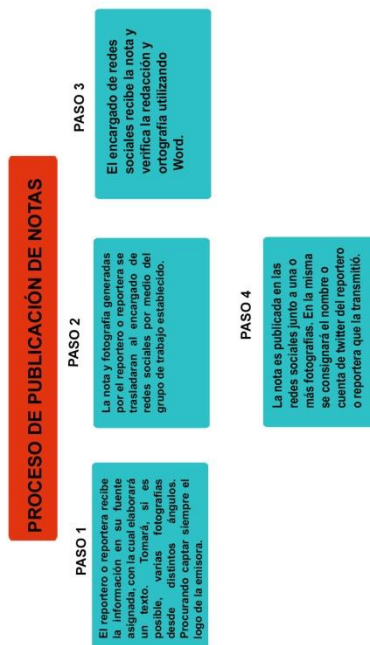 PROCESO DE PUBLICACIÓN DE NOTAS
PASO 1
El reportero o reportera recibe
la información en su fuente
asignada, con la cual elaborará
un texto. Tomará, si es
posible, varias fotografías
desde distintos ángulos.
Procurando captar siempre el
logo de la emisora.
PASO 2
La nota y fotografía generadas
por el reportero o reportera se
trasladaran al encargado de
redes sociales por medio del
grupo de trabajo establecido.
PASO 3
El encargado de redes
sociales recibe la nota y
verifica la redacción y
ortografía utilizando
Word.
PASO 4
La nota es publicada en las
redes sociales junto a una o
más fotografías. En la misma
se consignará el nombre o
cuenta de twitter del reportero
o reportera que la transmitió.